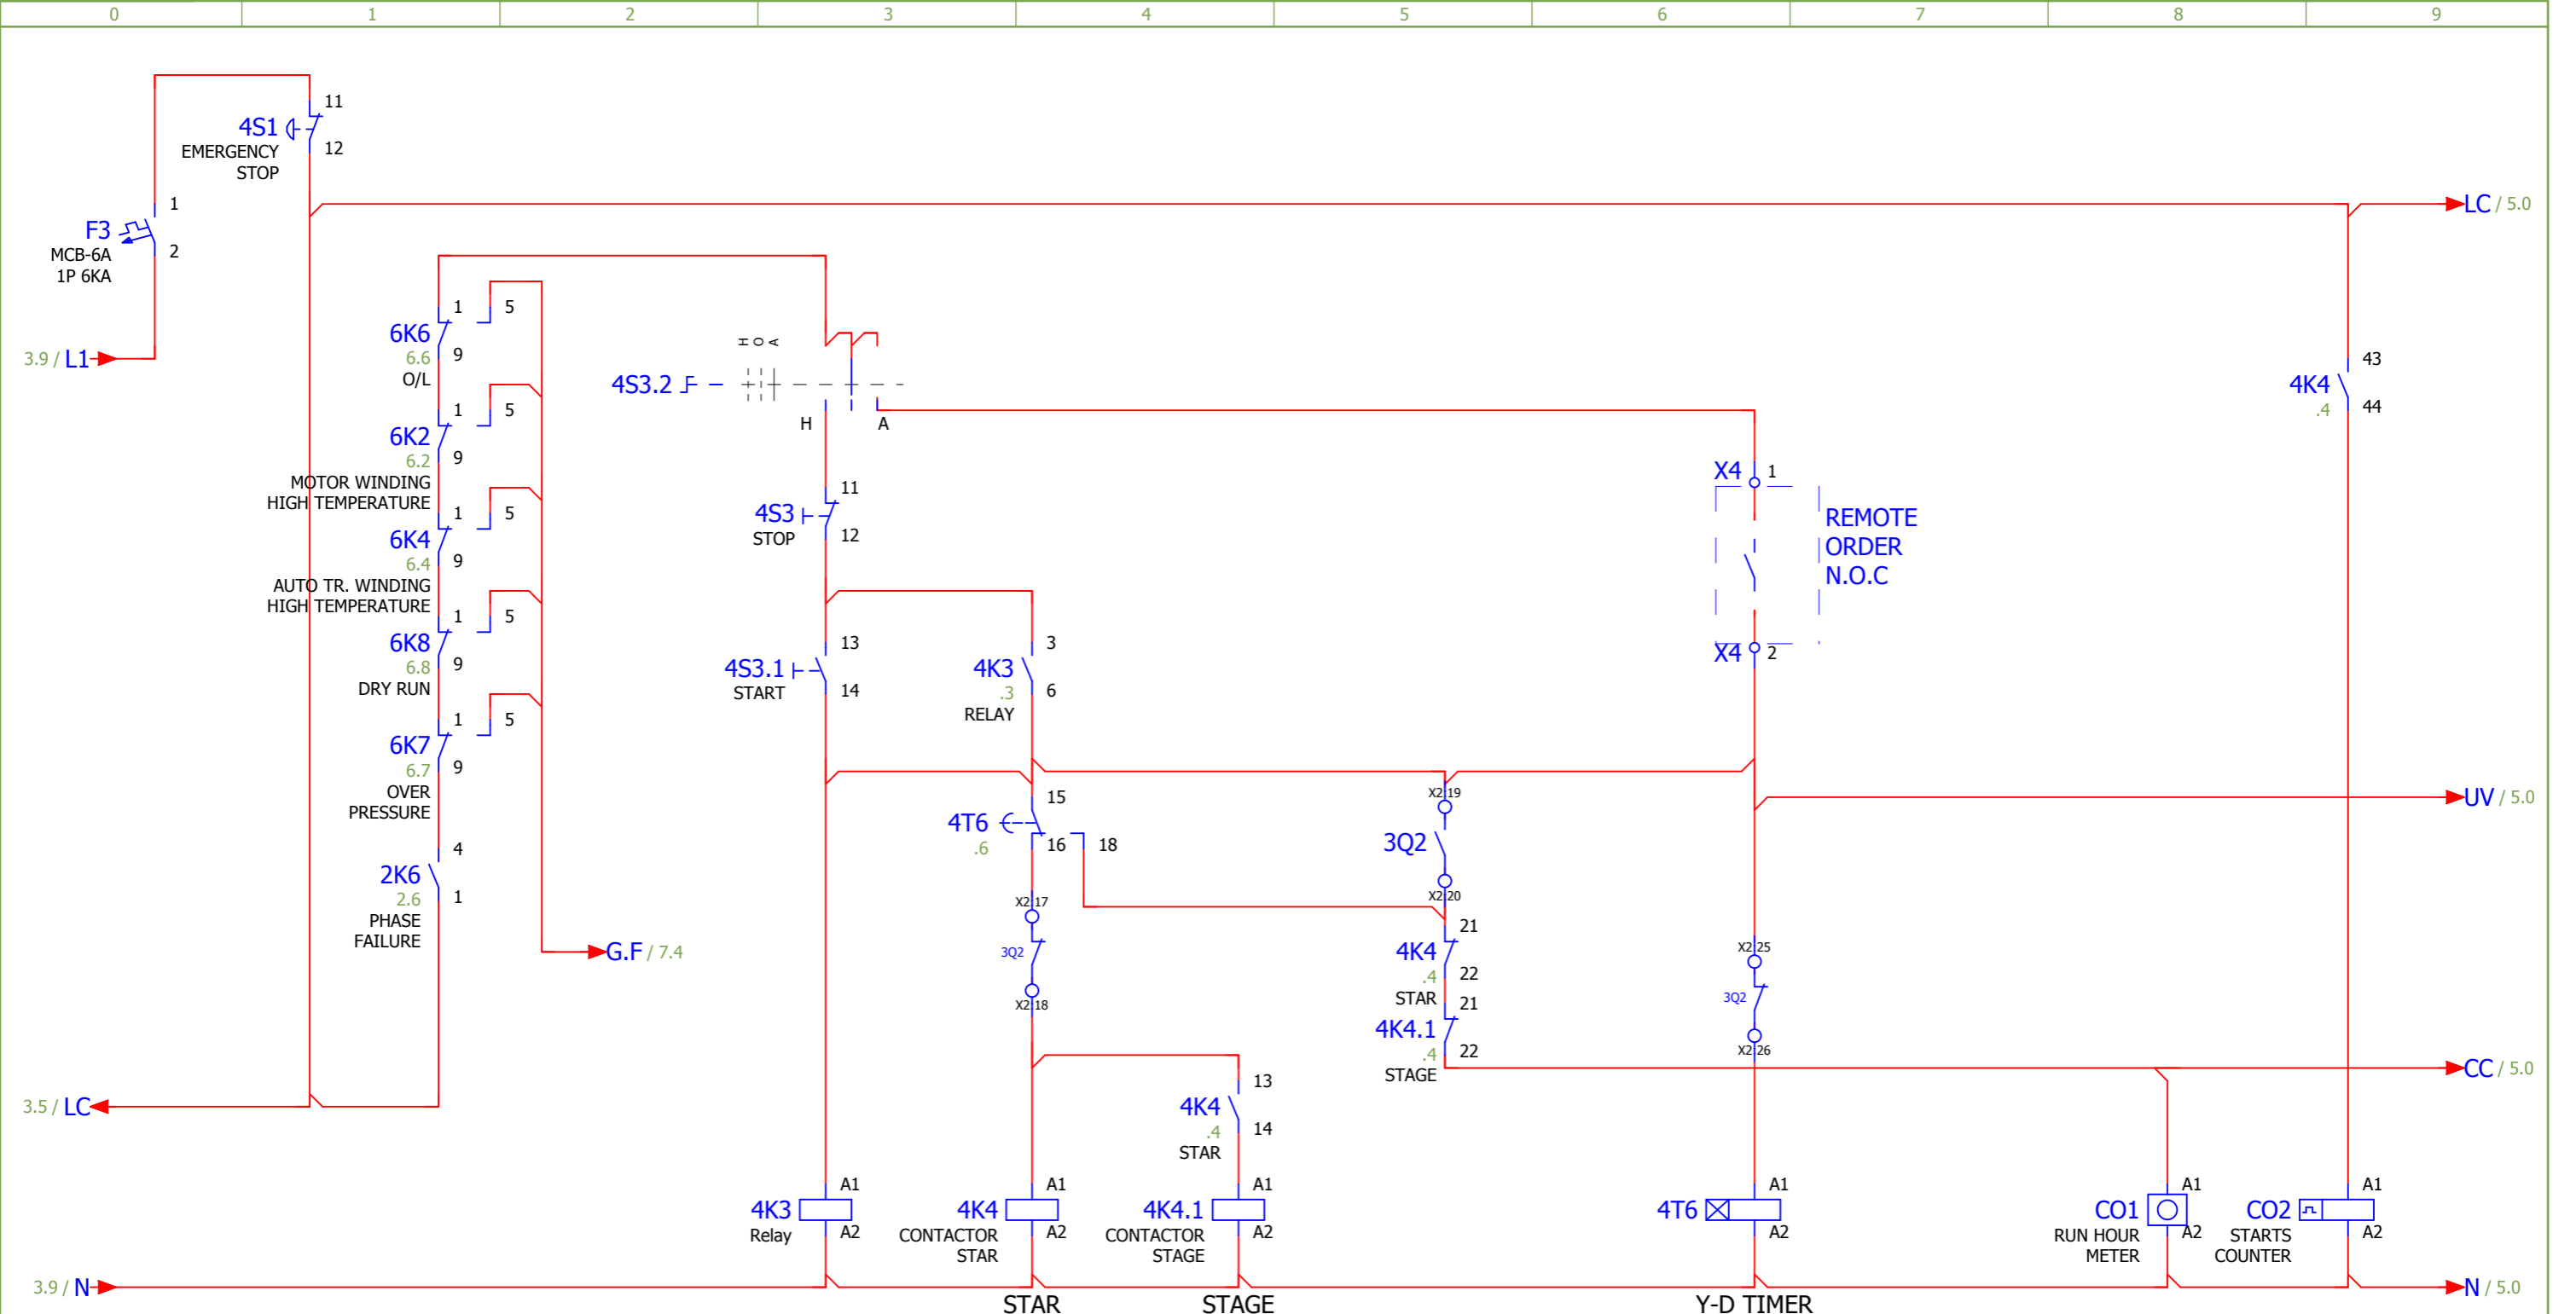 0 1 2 3 4 5 6 7 8 9
11
4S1
EMERGENCY
STOP
12
1
F3
MCB-6A
1P 6KA
2
3.9 / L1
LC / 5.0
1 5
6K6
6.6
O/L
9
1 5
6K2
6.2
9
MOTOR WINDING
HIGH TEMPERATURE
1 5
6K4
6.4
9
AUTO TR. WINDING
HIGH TEMPERATURE
1 5
6K8
6.8
9
DRY RUN
1 5
6K7
6.7
9
OVER
PRESSURE
4
2K6
2.6
1
PHASE
FAILURE
G.F / 7.4
3.5 / LC
H O A
4S3.2
H A
11
4S3
STOP
12
13
4S3.1
START
14
3
4K3
.3
RELAY
6
15
4T6
.6
16 18
X2:17
3Q2
X2:18
13
4K4
.4
STAR
14
X2:19
3Q2
X2:20
21
4K4
.4
22
STAR
21
4K4.1
.4
22
STAGE
X4 1
REMOTE
ORDER
N.O.C
X4 2
X2:25
3Q2
X2:26
43
4K4
.4
44
UV / 5.0
CC / 5.0
A1
4K3
Relay
A2
A1
4K4
CONTACTOR
STAR
A2
A1
4K4.1
CONTACTOR
STAGE
A2
A1
4T6
A2
A1
CO1
RUN HOUR
METER
A2
A1
CO2
STARTS
COUNTER
A2
3.9 / N
N / 5.0
STAR STAGE Y-D TIMER